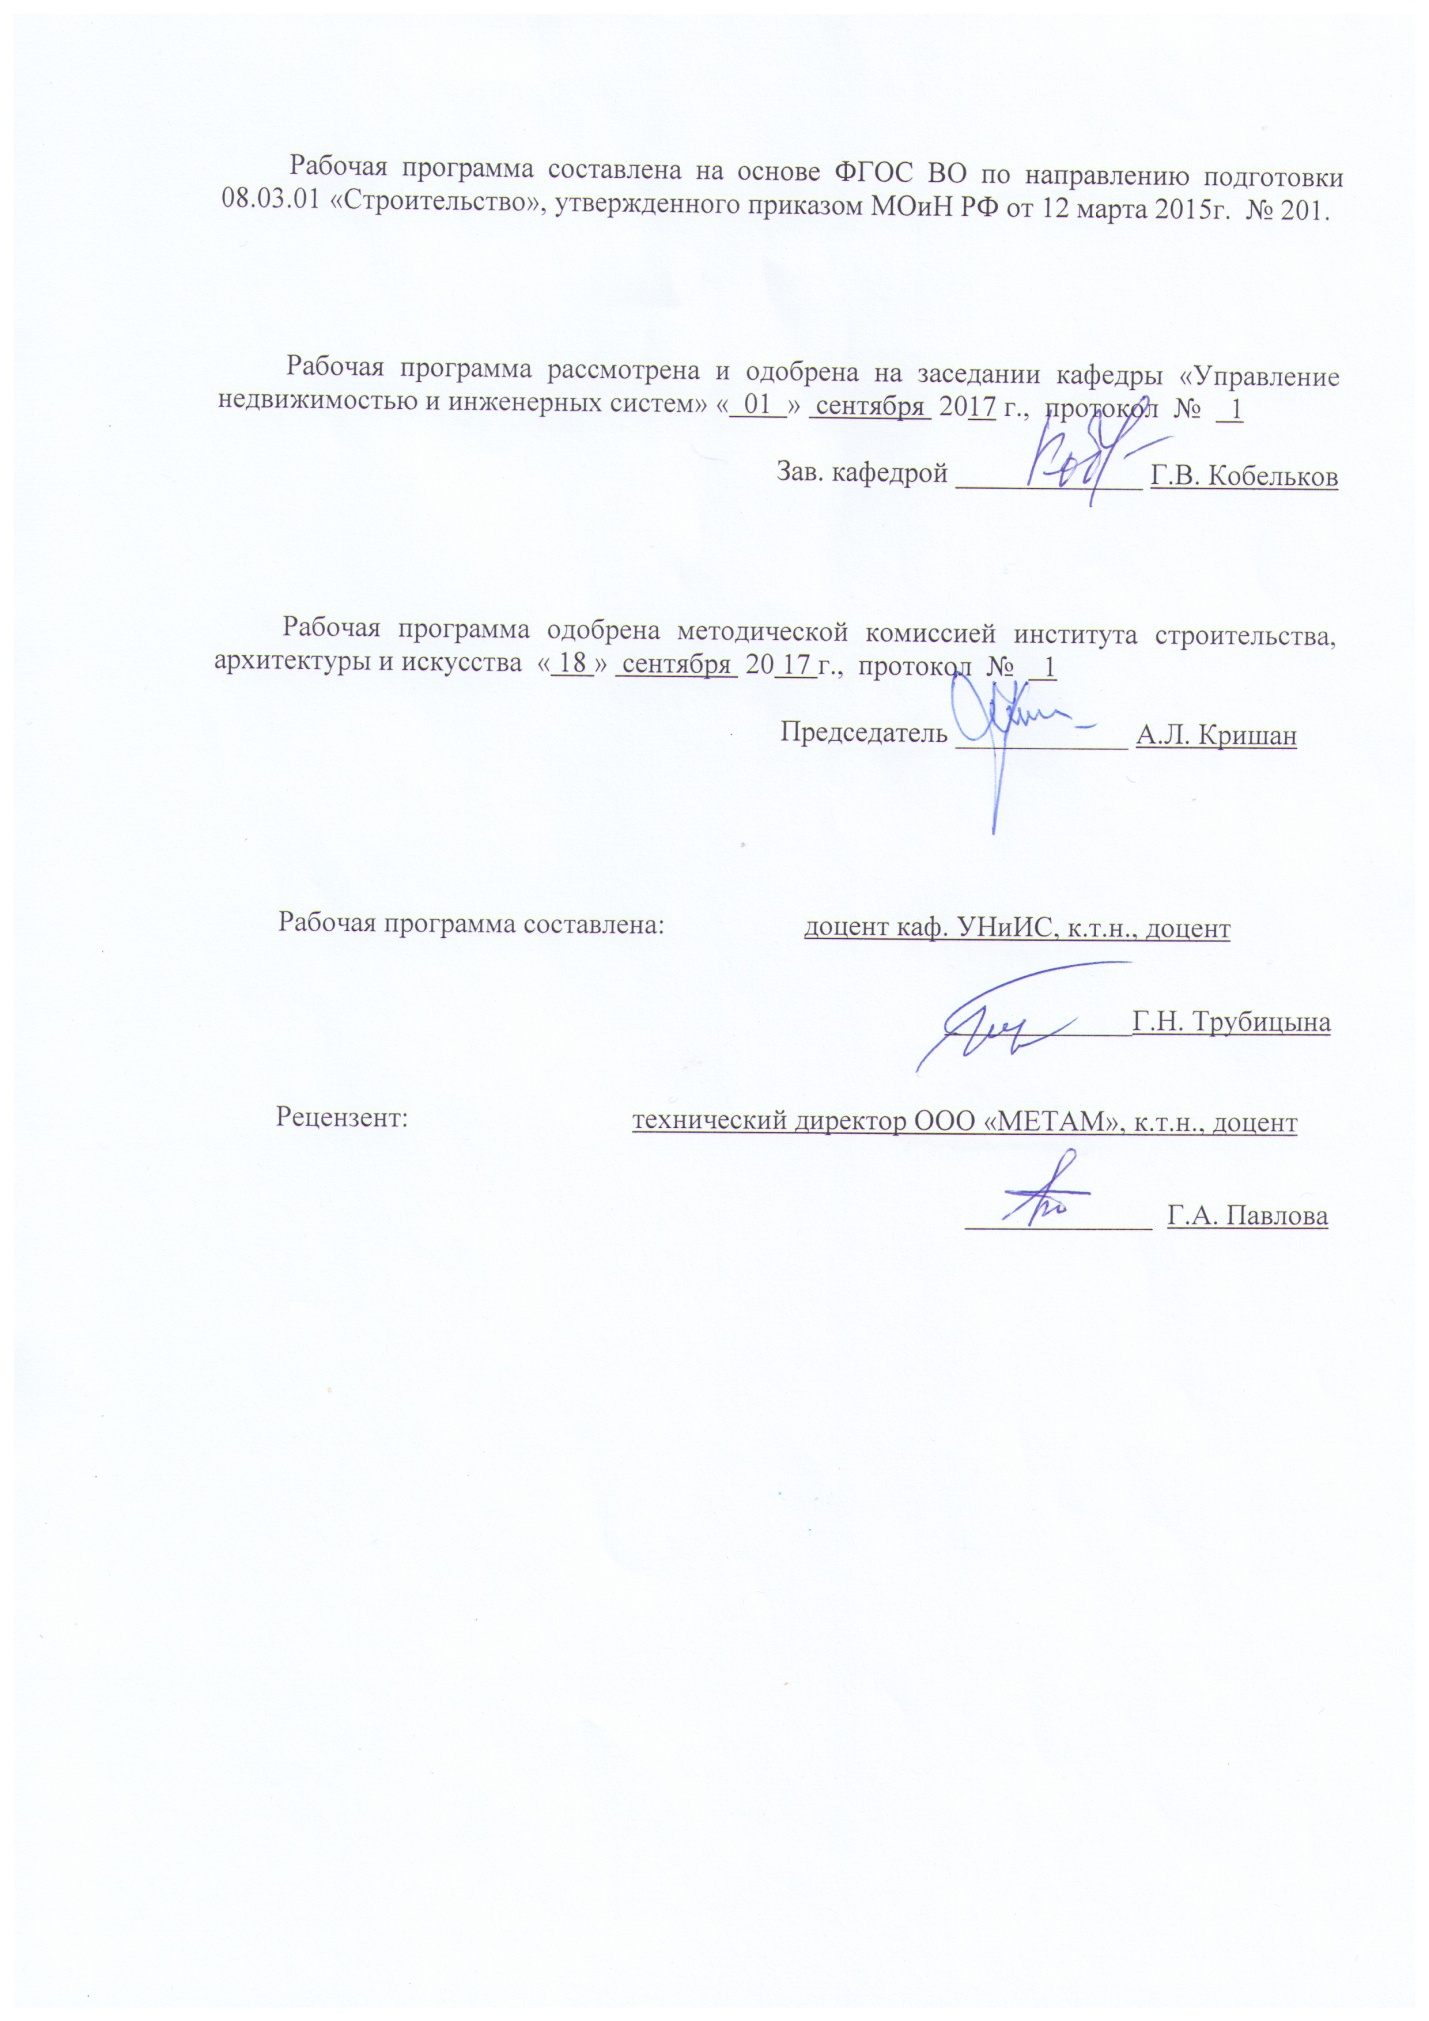 Рабочая программа составлена на основе ФГОС ВО по направлению подготовки
08.03.01 «Строительство», утвержденного приказом МОиН РФ от 12 марта 2015г. № 201.
Рабочая программа рассмотрена и одобрена на заседании кафедры «Управление
недвижимостью и инженерных систем» « 01 » сентября 2017 г., протокол № 1
Зав. кафедрой _____________ Г.В. Кобельков
Рабочая программа одобрена методической комиссией института строительства,
архитектуры и искусства « 18 » сентября 20 17 г., протокол № 1
Председатель ____________ А.Л. Кришан
Рабочая программа составлена: доцент каф. УНиИС, к.т.н., доцент
_____________Г.Н. Трубицына
Рецензент: технический директор ООО «МЕТАМ», к.т.н., доцент
_____________ Г.А. Павлова